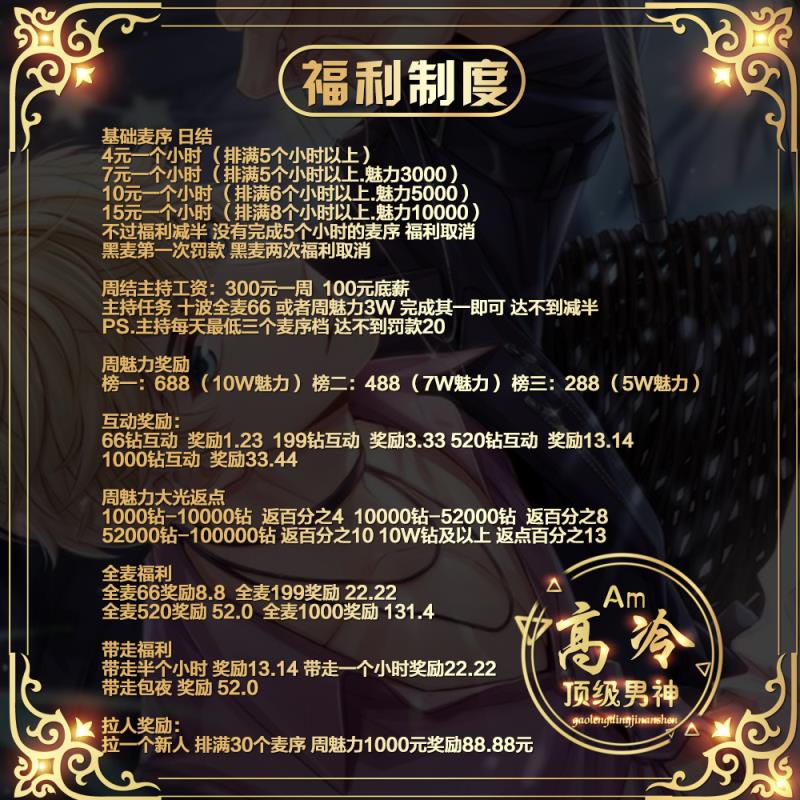 福利制度
基础麦序 日结
4元一个小时（排满5个小时以上）
7元一个小时（排满5个小时以上.魅力3000）
10元一个小时（排满6个小时以上.魅力5000）
15元一个小时（排满8个小时以上.魅力10000）
不过福利减半 没有完成5个小时的麦序 福利取消
黑麦第一次罚款 黑麦两次福利取消
周结主持工资：300元一周 100元底薪
主持任务 十波全麦66 或者周魅力3W 完成其一即可 达不到减半
PS.主持每天最低三个麦序档 达不到罚款20
周魅力奖励
榜一：688（10W魅力）榜二：488（7W魅力）榜三：288（5W魅力）
互动奖励：
66钻互动 奖励1.23 199钻互动 奖励3.33 520钻互动 奖励13.14
1000钻互动 奖励33.44
周魅力大光返点
1000钻-10000钻 返百分之4 10000钻-52000钻 返百分之8
52000钻-100000钻 返百分之10 10W钻及以上 返点百分之13
全麦福利
全麦66奖励8.8 全麦199奖励 22.22
全麦520奖励 52.0 全麦1000奖励 131.4
带走福利
带走半个小时 奖励13.14 带走一个小时奖励22.22
带走包夜 奖励 52.0
拉人奖励：
拉一个新人 排满30个麦序 周魅力1000元奖励88.88元
Am
高冷
顶级男神
gaolengdingjinanshen